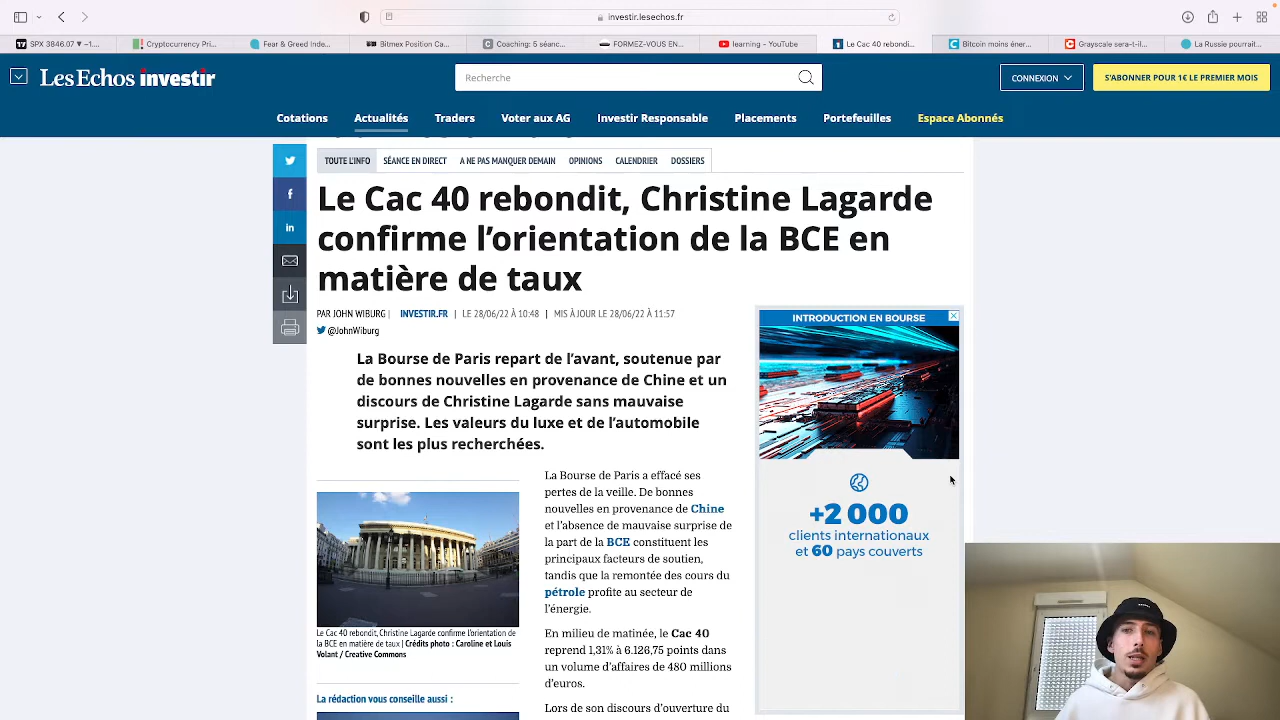 investir.lesechos.fr
SPX 3846.07 ▼ −1....
Cryptocurrency Pri...
Fear & Greed Inde...
Bitmex Position Ca...
Coaching: 5 séanc...
FORMEZ-VOUS EN...
learning - YouTube
Le Cac 40 rebondi...
Bitcoin moins éner...
Grayscale sera-t-il...
La Russie pourrait...
Les Echos investir
Recherche
CONNEXION
S'ABONNER POUR 1€ LE PREMIER MOIS
Cotations
Actualités
Traders
Voter aux AG
Investir Responsable
Placements
Portefeuilles
Espace Abonnés
TOUTE L'INFO
SÉANCE EN DIRECT
A NE PAS MANQUER DEMAIN
OPINIONS
CALENDRIER
DOSSIERS
Le Cac 40 rebondit, Christine Lagarde
confirme l'orientation de la BCE en
matière de taux
PAR JOHN WIBURG | INVESTIR.FR | LE 28/06/22 À 10:48 | MIS À JOUR LE 28/06/22 À 11:57
@JohnWiburg
La Bourse de Paris repart de l'avant, soutenue par
de bonnes nouvelles en provenance de Chine et un
discours de Christine Lagarde sans mauvaise
surprise. Les valeurs du luxe et de l'automobile
sont les plus recherchées.
Le Cac 40 rebondit, Christine Lagarde confirme l'orientation de
la BCE en matière de taux | Crédits photo : Caroline et Louis
Volant / Creative Commons
La rédaction vous conseille aussi :
La Bourse de Paris a effacé ses
pertes de la veille. De bonnes
nouvelles en provenance de Chine
et l'absence de mauvaise surprise de
la part de la BCE constituent les
principaux facteurs de soutien,
tandis que la remontée des cours du
pétrole profite au secteur de
l'énergie.
En milieu de matinée, le Cac 40
reprend 1,31% à 6.126,75 points dans
un volume d'affaires de 480 millions
d'euros.
Lors de son discours d'ouverture du
INTRODUCTION EN BOURSE
+2 000
clients internationaux
et 60 pays couverts